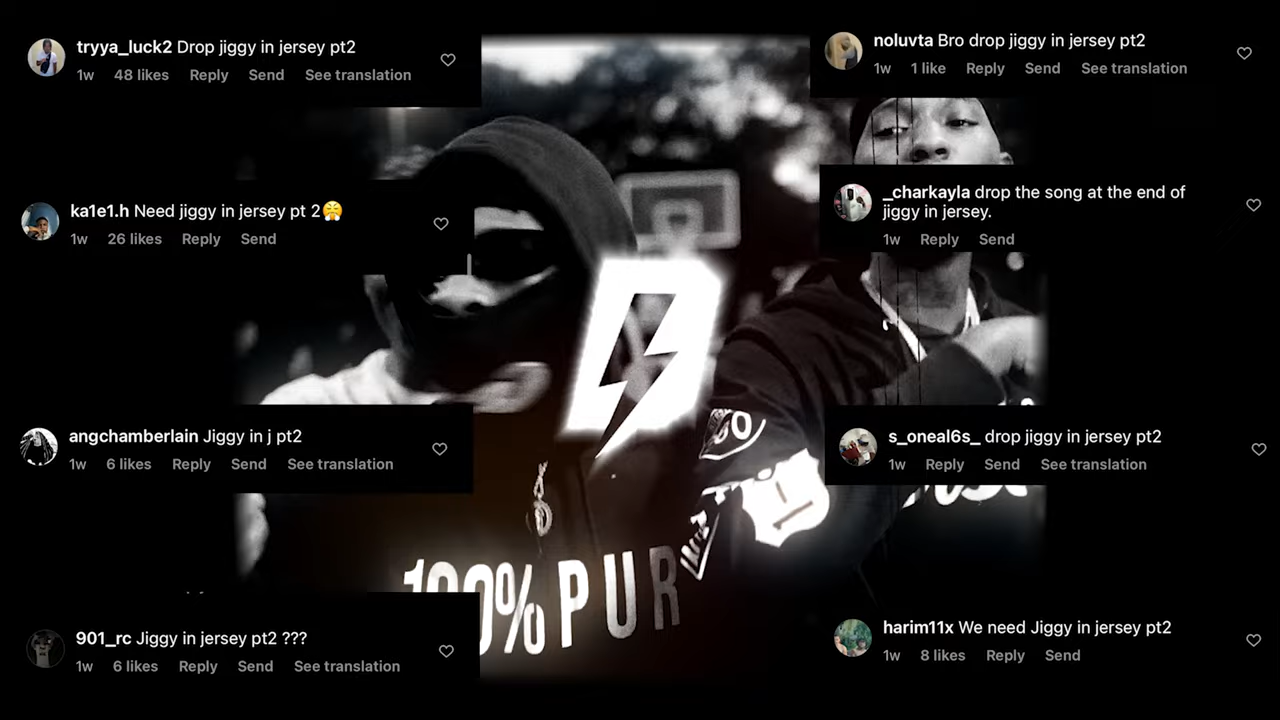 tryya_luck2 Drop jiggy in jersey pt2
1w 48 likes Reply Send See translation
noluvta Bro drop jiggy in jersey pt2
1w 1 like Reply Send See translation
ka1e1.h Need jiggy in jersey pt 2😤
1w 26 likes Reply Send
_charkayla drop the song at the end of
jiggy in jersey.
1w Reply Send
angchamberlain Jiggy in j pt2
1w 6 likes Reply Send See translation
s_oneal6s_ drop jiggy in jersey pt2
1w Reply Send See translation
100% PUR
901_rc Jiggy in jersey pt2 ???
1w 6 likes Reply Send See translation
harim11x We need Jiggy in jersey pt2
1w 8 likes Reply Send